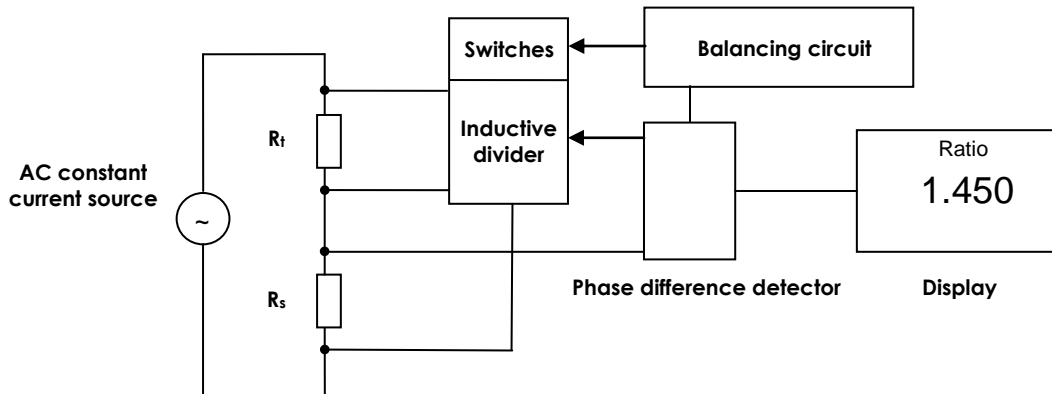 Switches
Balancing circuit
Rt
Inductive
divider
AC constant
current source
~
Ratio
1.450
Rs
Phase difference detector
Display